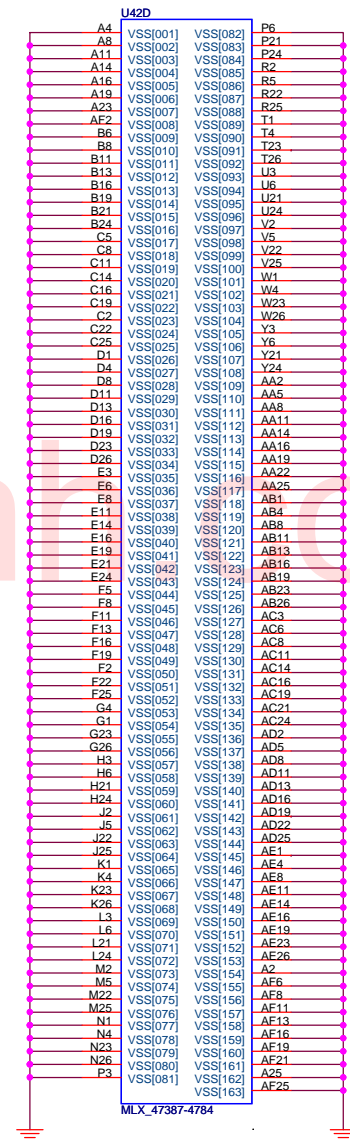 U42D
A4 VSS[001] VSS[082] P6
A8 VSS[002] VSS[083] P21
A11 VSS[003] VSS[084] P24
A14 VSS[004] VSS[085] R2
A16 VSS[005] VSS[086] R5
A19 VSS[006] VSS[087] R22
A23 VSS[007] VSS[088] R25
AF2 VSS[008] VSS[089] T1
B6 VSS[009] VSS[090] T4
B8 VSS[010] VSS[091] T23
B11 VSS[011] VSS[092] T26
B13 VSS[012] VSS[093] U3
B16 VSS[013] VSS[094] U6
B19 VSS[014] VSS[095] U21
B21 VSS[015] VSS[096] U24
B24 VSS[016] VSS[097] V2
C5 VSS[017] VSS[098] V5
C8 VSS[018] VSS[099] V22
C11 VSS[019] VSS[100] V25
C14 VSS[020] VSS[101] W1
C16 VSS[021] VSS[102] W4
C19 VSS[022] VSS[103] W23
C2 VSS[023] VSS[104] W26
C22 VSS[024] VSS[105] Y3
C25 VSS[025] VSS[106] Y6
D1 VSS[026] VSS[107] Y21
D4 VSS[027] VSS[108] Y24
D8 VSS[028] VSS[109] AA2
D11 VSS[029] VSS[110] AA5
D13 VSS[030] VSS[111] AA8
D16 VSS[031] VSS[112] AA11
D19 VSS[032] VSS[113] AA14
D23 VSS[033] VSS[114] AA16
D26 VSS[034] VSS[115] AA19
E3 VSS[035] VSS[116] AA22
E6 VSS[036] VSS[117] AA25
E8 VSS[037] VSS[118] AB1
E11 VSS[038] VSS[119] AB4
E14 VSS[039] VSS[120] AB8
E16 VSS[040] VSS[121] AB11
E19 VSS[041] VSS[122] AB13
E21 VSS[042] VSS[123] AB16
E24 VSS[043] VSS[124] AB19
F5 VSS[044] VSS[125] AB23
F8 VSS[045] VSS[126] AB26
F11 VSS[046] VSS[127] AC3
F13 VSS[047] VSS[128] AC6
F16 VSS[048] VSS[129] AC8
F19 VSS[049] VSS[130] AC11
F2 VSS[050] VSS[131] AC14
F22 VSS[051] VSS[132] AC16
F25 VSS[052] VSS[133] AC19
G4 VSS[053] VSS[134] AC21
G1 VSS[054] VSS[135] AC24
G23 VSS[055] VSS[136] AD2
G26 VSS[056] VSS[137] AD5
H3 VSS[057] VSS[138] AD8
H6 VSS[058] VSS[139] AD11
H21 VSS[059] VSS[140] AD13
H24 VSS[060] VSS[141] AD16
J2 VSS[061] VSS[142] AD19
J5 VSS[062] VSS[143] AD22
J22 VSS[063] VSS[144] AD25
J25 VSS[064] VSS[145] AE1
K1 VSS[065] VSS[146] AE4
K4 VSS[066] VSS[147] AE8
K23 VSS[067] VSS[148] AE11
K26 VSS[068] VSS[149] AE14
L3 VSS[069] VSS[150] AE16
L6 VSS[070] VSS[151] AE19
L21 VSS[071] VSS[152] AE23
L24 VSS[072] VSS[153] AE26
M2 VSS[073] VSS[154] A2
M5 VSS[074] VSS[155] AF6
M22 VSS[075] VSS[156] AF8
M25 VSS[076] VSS[157] AF11
N1 VSS[077] VSS[158] AF13
N4 VSS[078] VSS[159] AF16
N23 VSS[079] VSS[160] AF19
N26 VSS[080] VSS[161] AF21
P3 VSS[081] VSS[162] A25
VSS[163] AF25
MLX_47387-4784